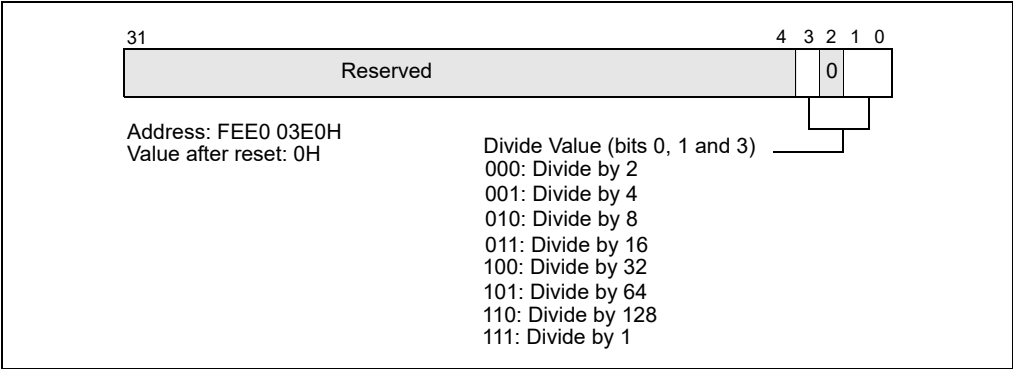 31 4 3 2 1 0
Reserved 0
Address: FEE0 03E0H
Value after reset: 0H
Divide Value (bits 0, 1 and 3)
000: Divide by 2
001: Divide by 4
010: Divide by 8
011: Divide by 16
100: Divide by 32
101: Divide by 64
110: Divide by 128
111: Divide by 1